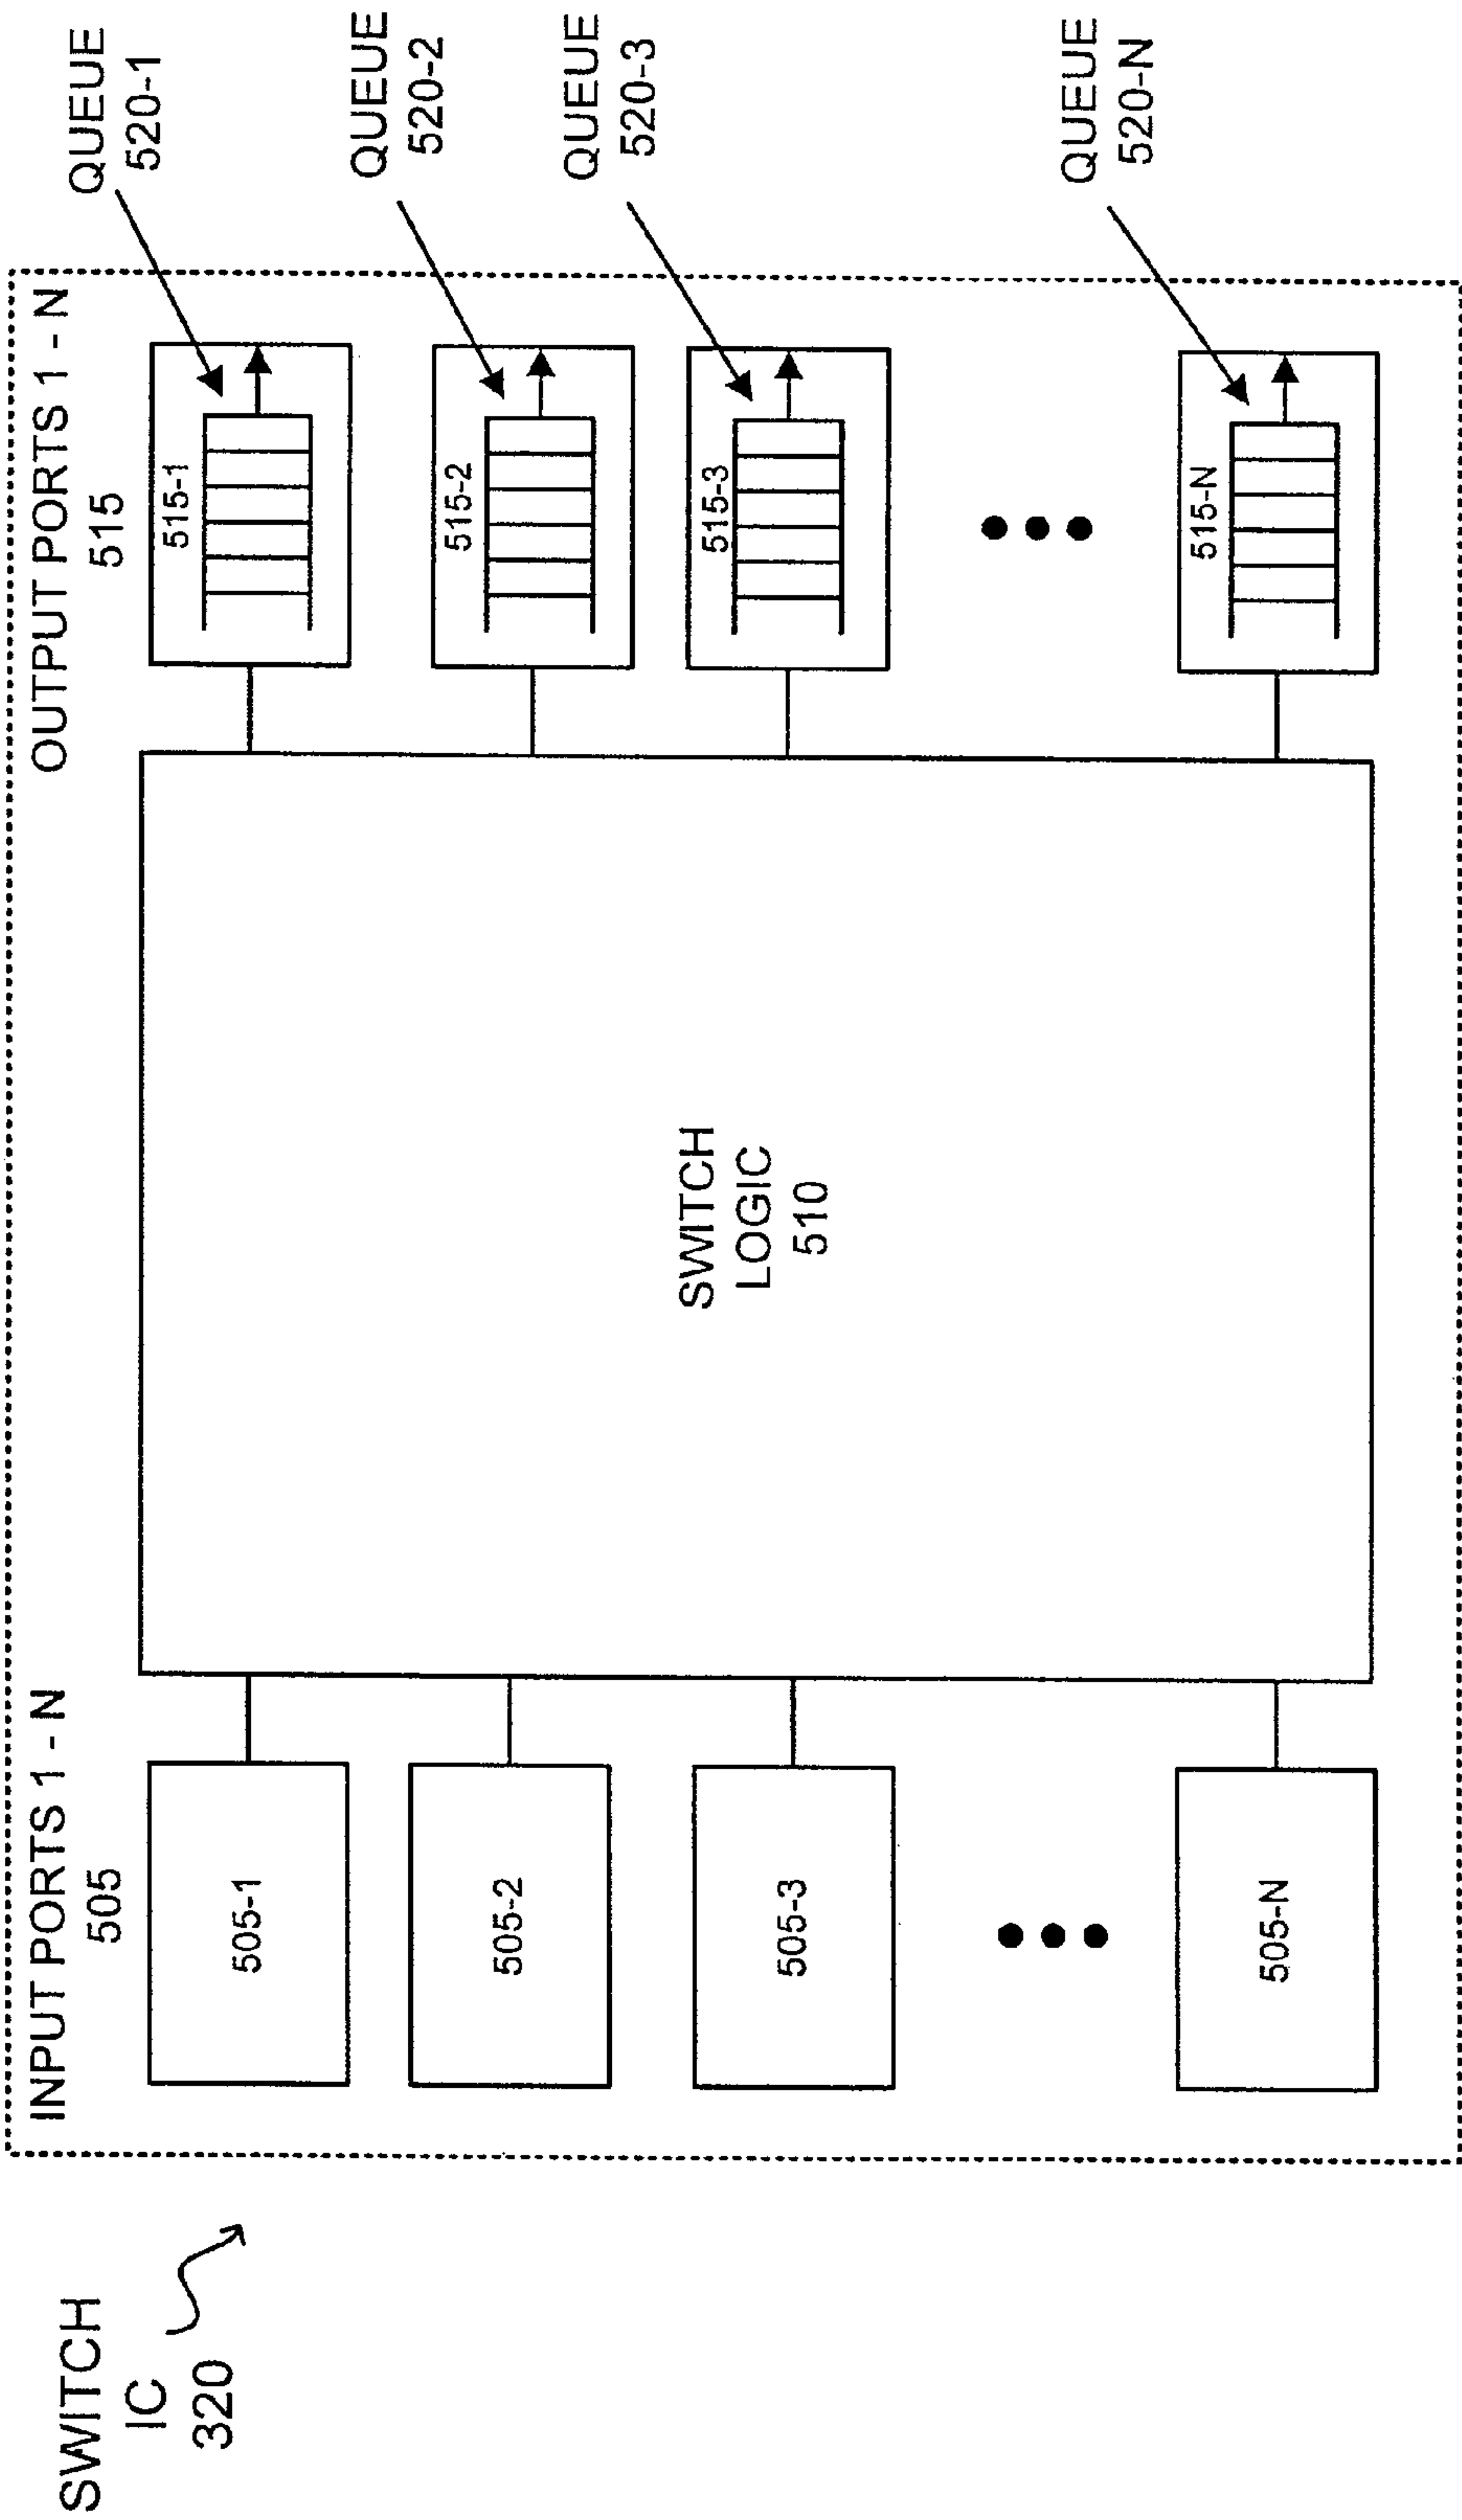 SWITCH
IC
320
INPUT PORTS 1 - N
505
505-1
505-2
505-3
505-N
SWITCH
LOGIC
510
OUTPUT PORTS 1 - N
515
515-1
515-2
515-3
515-N
QUEUE
520-1
QUEUE
520-2
QUEUE
520-3
QUEUE
520-N